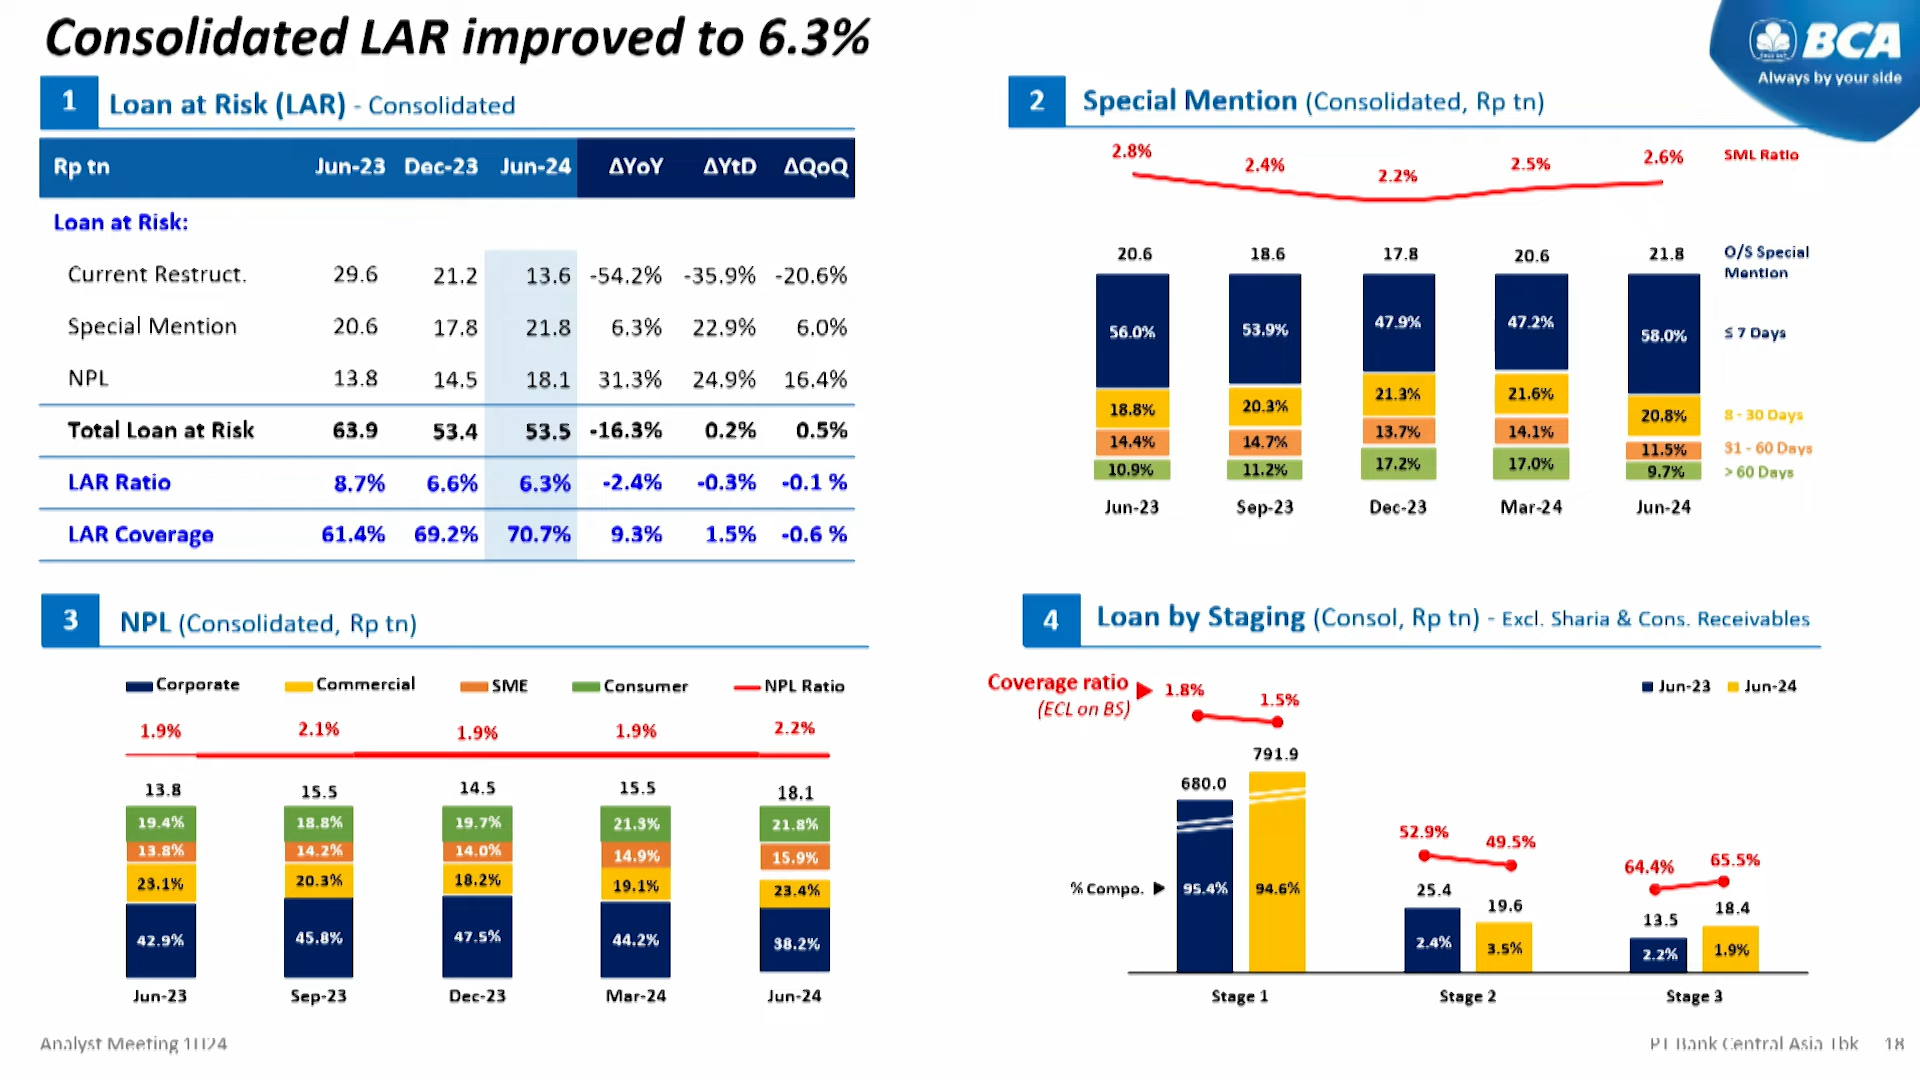 Consolidated LAR improved to 6.3%
BCA
Always by your side
1 Loan at Risk (LAR) - Consolidated
Rp tn Jun-23 Dec-23 Jun-24 ΔYoY ΔYtD ΔQoQ
Loan at Risk:
Current Restruct. 29.6 21.2 13.6 -54.2% -35.9% -20.6%
Special Mention 20.6 17.8 21.8 6.3% 22.9% 6.0%
NPL 13.8 14.5 18.1 31.3% 24.9% 16.4%
Total Loan at Risk 63.9 53.4 53.5 -16.3% 0.2% 0.5%
LAR Ratio 8.7% 6.6% 6.3% -2.4% -0.3% -0.1 %
LAR Coverage 61.4% 69.2% 70.7% 9.3% 1.5% -0.6 %
2 Special Mention (Consolidated, Rp tn)
2.8% 2.4% 2.2% 2.5% 2.6% SML Ratio
20.6 18.6 17.8 20.6 21.8 O/S Special
Mention
56.0% 53.9% 47.9% 47.2% 58.0% ≤ 7 Days
18.8% 20.3% 21.3% 21.6% 20.8% 8 - 30 Days
14.4% 14.7% 13.7% 14.1% 11.5% 31 - 60 Days
10.9% 11.2% 17.2% 17.0% 9.7% > 60 Days
Jun-23 Sep-23 Dec-23 Mar-24 Jun-24
3 NPL (Consolidated, Rp tn)
Corporate Commercial SME Consumer NPL Ratio
1.9% 2.1% 1.9% 1.9% 2.2%
13.8 15.5 14.5 15.5 18.1
19.4% 18.8% 19.7% 21.3% 21.8%
13.8% 14.2% 14.0% 14.9% 15.9%
23.1% 20.3% 18.2% 19.1% 23.4%
42.9% 45.8% 47.5% 44.2% 38.2%
Jun-23 Sep-23 Dec-23 Mar-24 Jun-24
4 Loan by Staging (Consol, Rp tn) - Excl. Sharia & Cons. Receivables
Coverage ratio
(ECL on BS)
Jun-23 Jun-24
1.8% 1.5%
680.0 791.9
52.9% 49.5%
64.4% 65.5%
25.4 19.6
13.5 18.4
% Compo. 95.4% 94.6% 2.4% 3.5% 2.2% 1.9%
Stage 1 Stage 2 Stage 3
Analyst Meeting 1H24
PT Bank Central Asia Tbk 18